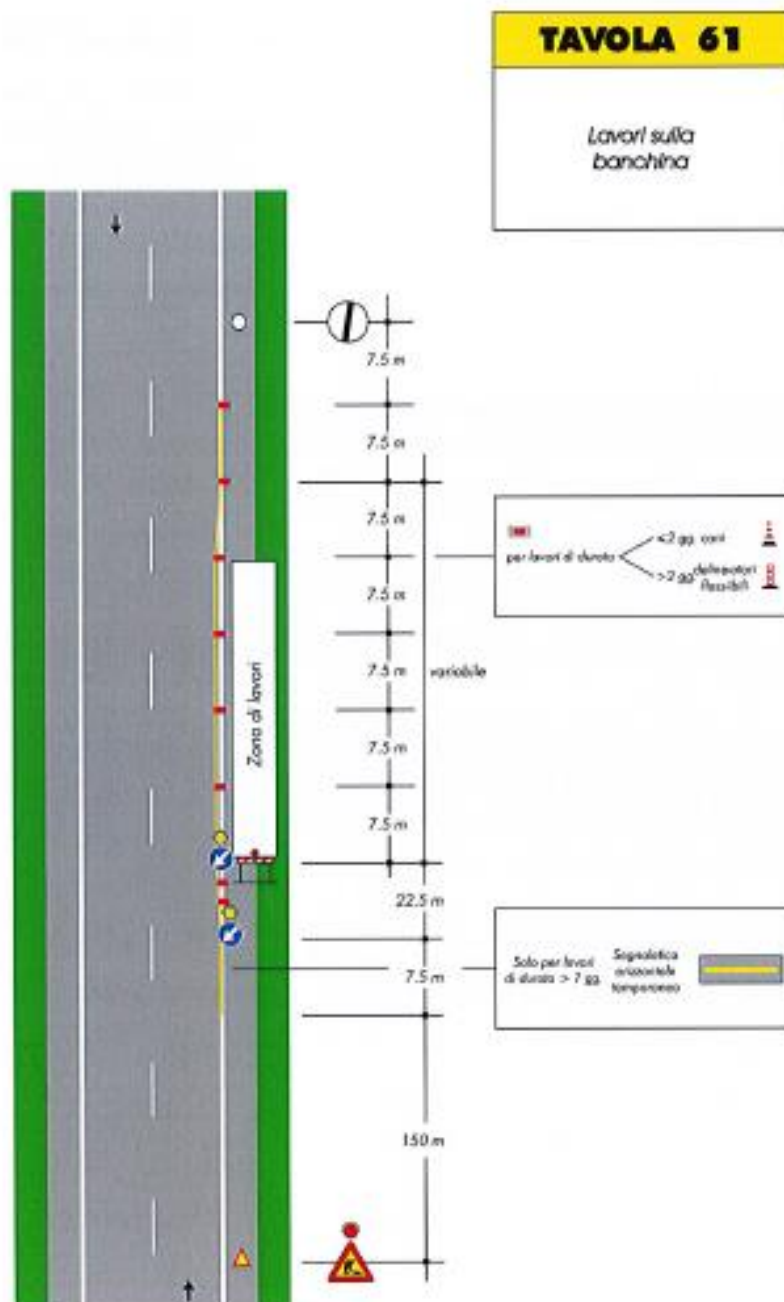 TAVOLA 61
Lavori sulla
banchina
7.5 m
7.5 m
7.5 m
7.5 m
7.5 m
7.5 m
7.5 m
variabile
22.5 m
7.5 m
150 m
Zona di lavori
per lavori di durata
≤2 gg. coni
>2 gg. delineatori
flessibili
Solo per lavori
di durata > 7 gg.
Segnaletica
orizzontale
temporanea